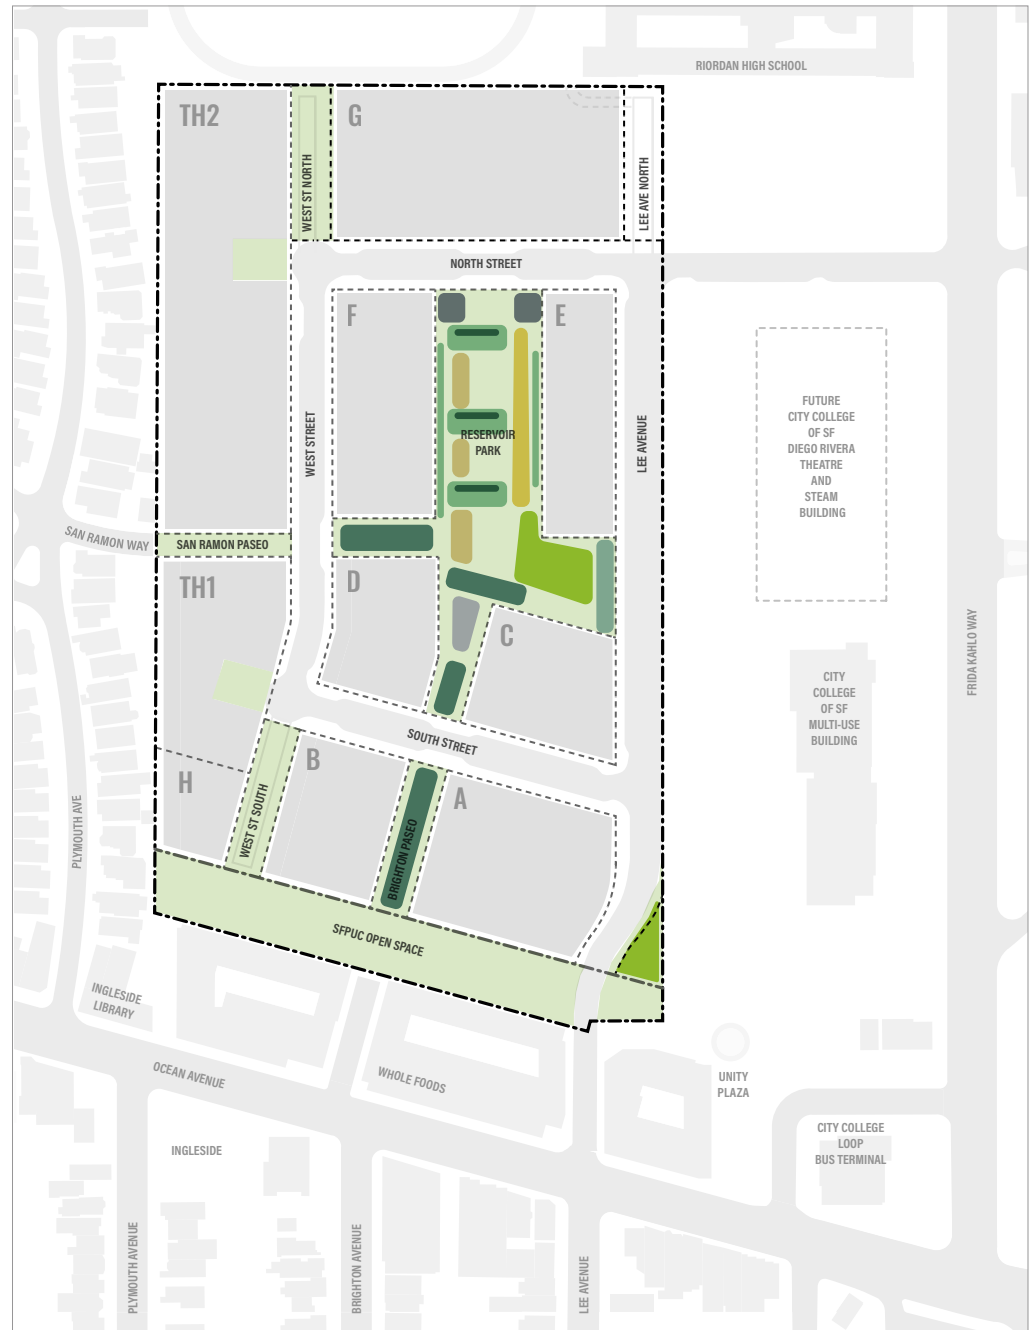 RIORDAN HIGH SCHOOL
TH2
G
WEST ST NORTH
LEE AVE NORTH
NORTH STREET
F
E
RESERVOIR
PARK
WEST STREET
LEE AVENUE
FUTURE
CITY COLLEGE
OF SF
DIEGO RIVERA
THEATRE
AND
STEAM
BUILDING
SAN RAMON WAY
SAN RAMON PASEO
TH1
D
C
FRIDA KAHLO WAY
CITY
COLLEGE
OF SF
MULTI-USE
BUILDING
SOUTH STREET
H
B
A
PLYMOUTH AVE
WEST ST SOUTH
BRIGHTON PASEO
SFPUC OPEN SPACE
INGLESIDE
LIBRARY
OCEAN AVENUE
WHOLE FOODS
UNITY
PLAZA
INGLESIDE
CITY COLLEGE
LOOP
BUS TERMINAL
PLYMOUTH AVENUE
BRIGHTON AVENUE
LEE AVENUE